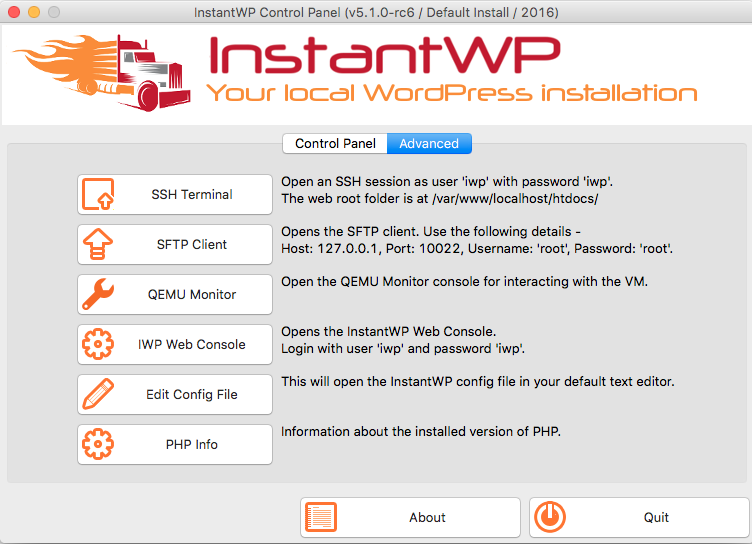 InstantWP Control Panel (v5.1.0-rc6 / Default Install / 2016)
InstantWP
Your local WordPress installation
Control Panel
Advanced
SSH Terminal
Open an SSH session as user 'iwp' with password 'iwp'.
The web root folder is at /var/www/localhost/htdocs/
SFTP Client
Opens the SFTP client. Use the following details -
Host: 127.0.0.1, Port: 10022, Username: 'root', Password: 'root'.
QEMU Monitor
Open the QEMU Monitor console for interacting with the VM.
IWP Web Console
Opens the InstantWP Web Console.
Login with user 'iwp' and password 'iwp'.
Edit Config File
This will open the InstantWP config file in your default text editor.
PHP Info
Information about the installed version of PHP.
About
Quit